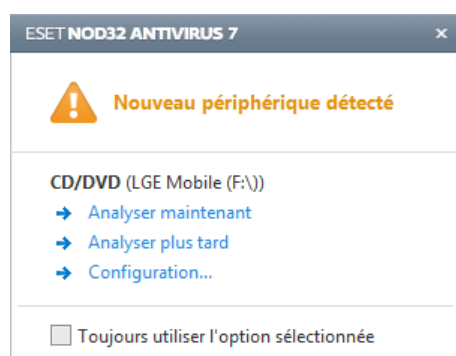 ESET NOD32 ANTIVIRUS 7
Nouveau périphérique détecté
CD/DVD (LGE Mobile (F:\))
Analyser maintenant
Analyser plus tard
Configuration...
Toujours utiliser l'option sélectionnée